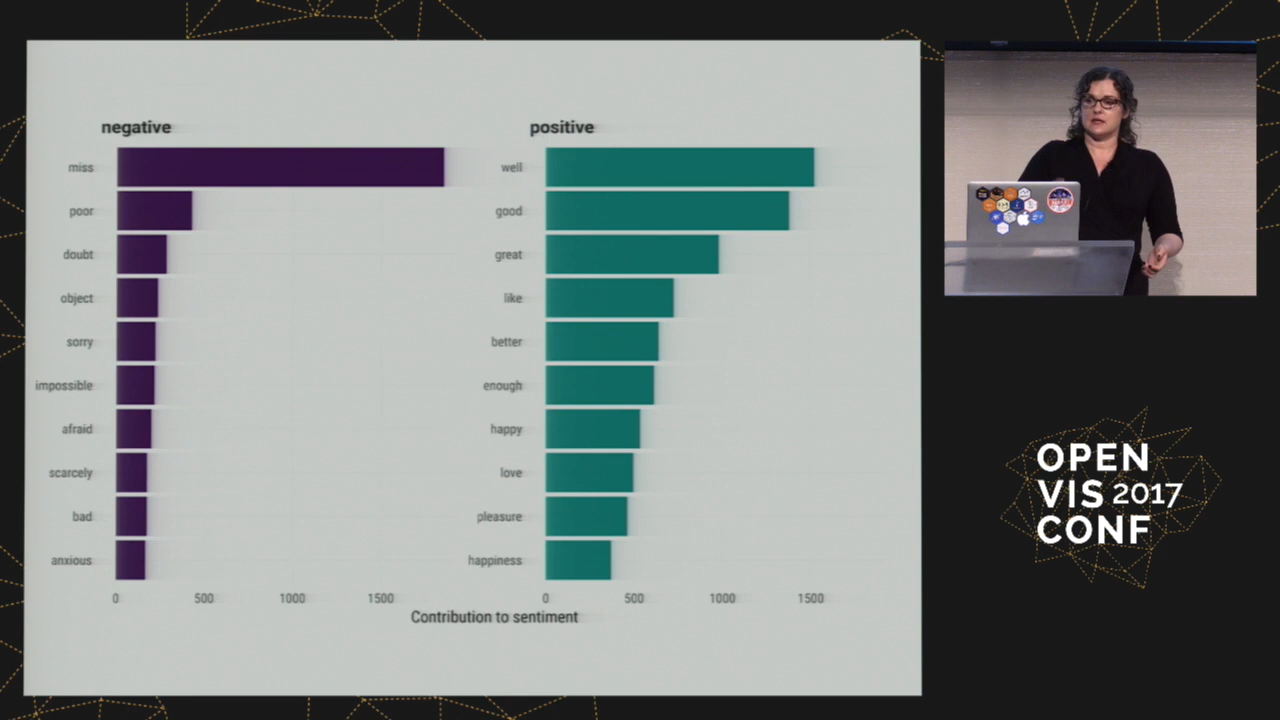 negative
miss
poor
doubt
object
sorry
impossible
afraid
scarcely
bad
anxious
0 500 1000 1500
positive
well
good
great
like
better
enough
happy
love
pleasure
happiness
0 500 1000 1500
Contribution to sentiment
OPEN
VIS 2017
CONF